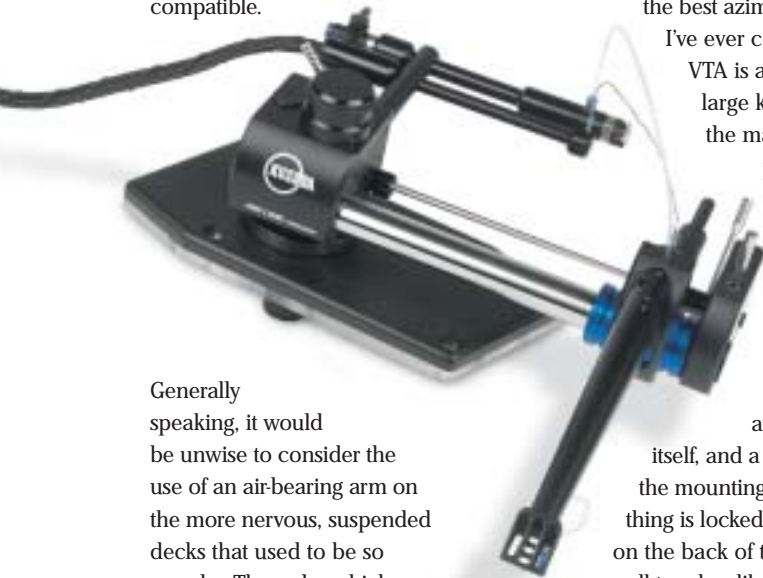 compatible.
Generally
speaking, it would
be unwise to consider the
use of an air-bearing arm on
the more nervous, suspended
decks that used to be so
the best azim
I've ever c
VTA is a
large k
the ma
a
itself, and a
the mounting
thing is locked
on the back of t
KUZMA